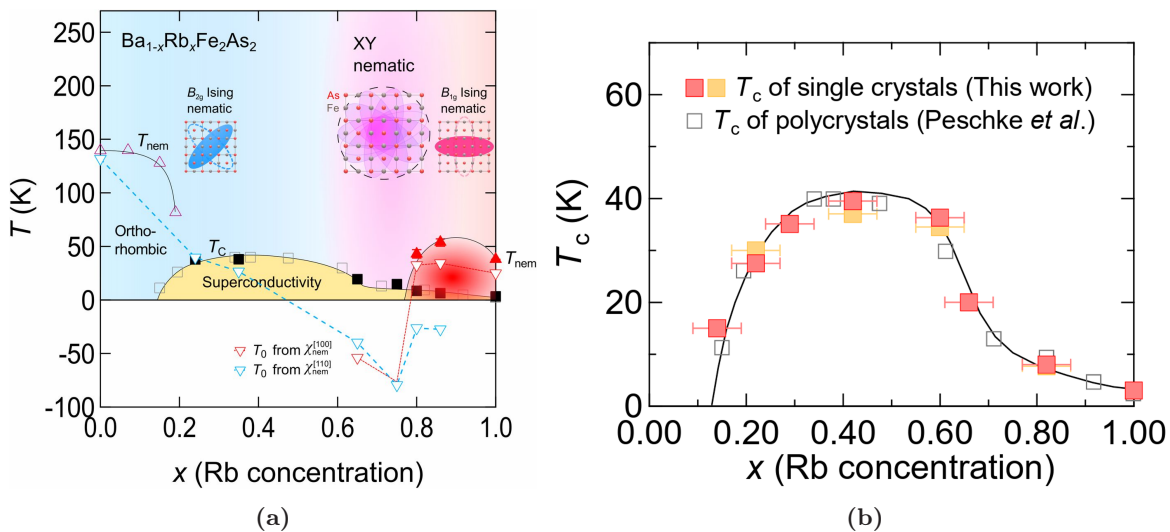 Ba1-xRbxFe2As2
XY
nematic
B2g Ising
nematic
As
Fe
B1g Ising
nematic
Tnem
Ortho-
rhombic
TC
Superconductivity
Tnem
T0 from χnem[100]
T0 from χnem[110]
250
200
150
100
50
0
-50
-100
T (K)
0.0 0.2 0.4 0.6 0.8 1.0
x (Rb concentration)
(a)
Tc of single crystals (This work)
Tc of polycrystals (Peschke et al.)
60
40
20
0
Tc (K)
0.00 0.20 0.40 0.60 0.80 1.00
x (Rb concentration)
(b)